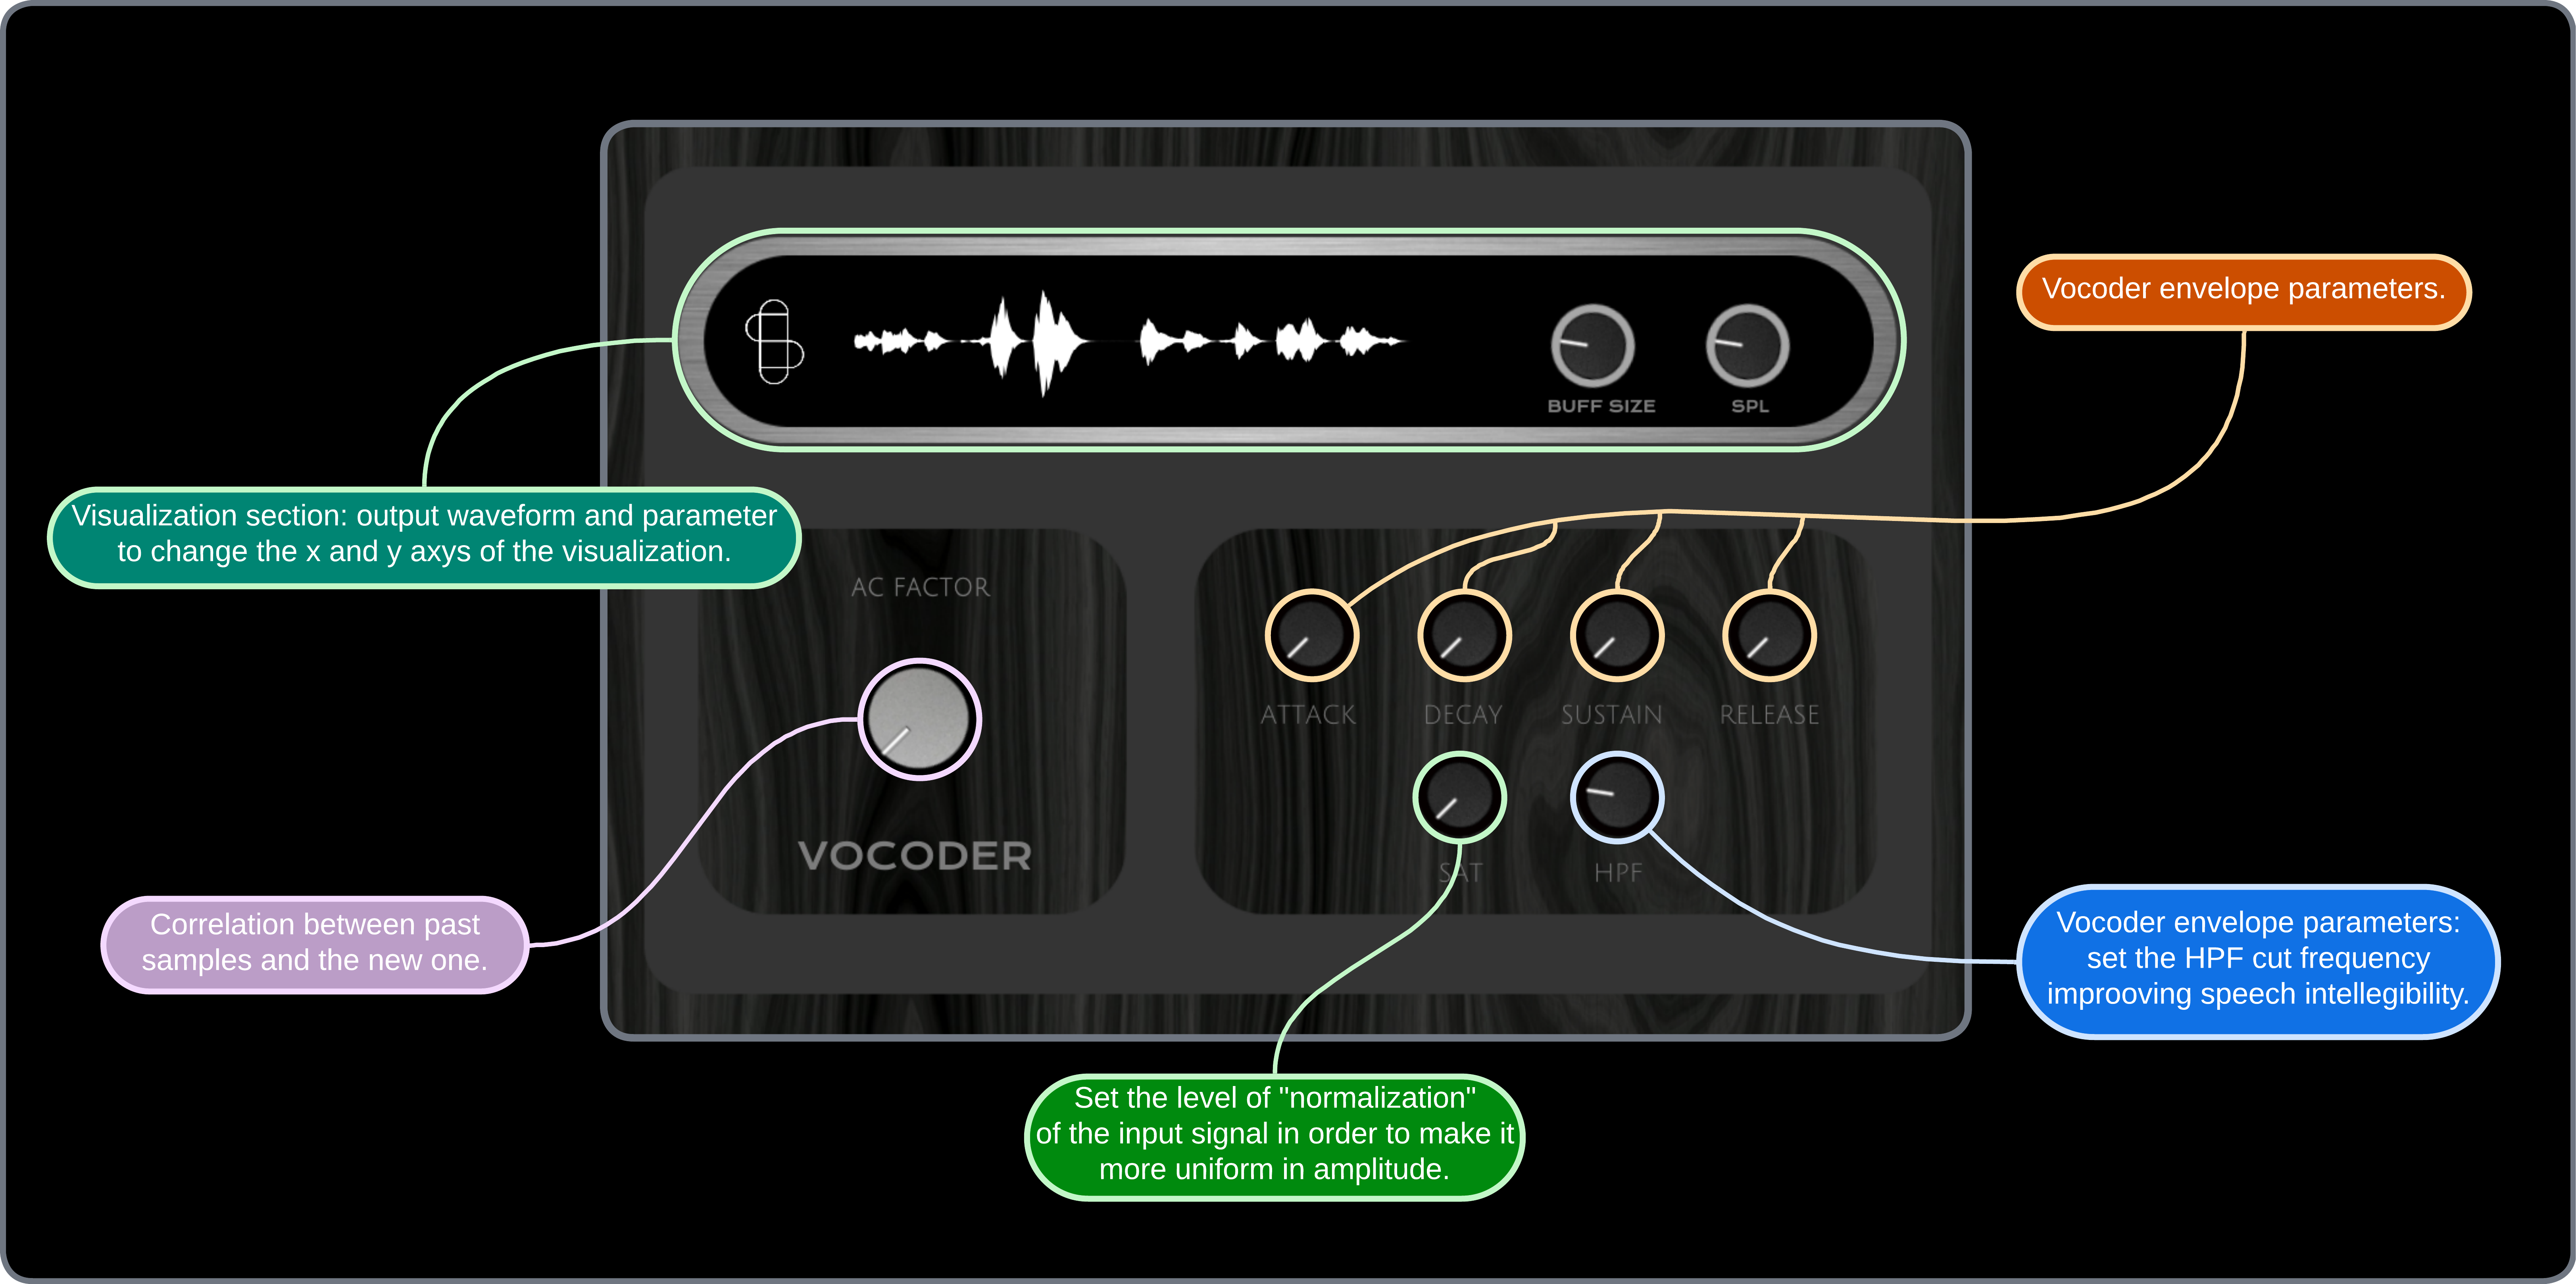 BUFF SIZE
SPL
Vocoder envelope parameters.
Visualization section: output waveform and parameter
to change the x and y axys of the visualization.
AC FACTOR
ATTACK
DECAY
SUSTAIN
RELEASE
VOCODER
SAT
HPF
Correlation between past
samples and the new one.
Vocoder envelope parameters:
set the HPF cut frequency
improoving speech intellegibility.
Set the level of "normalization"
of the input signal in order to make it
more uniform in amplitude.